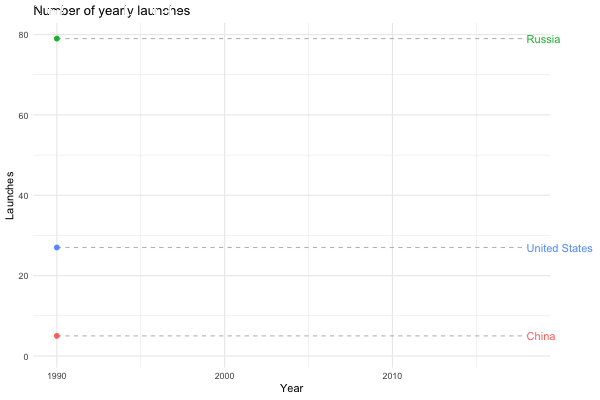 Number of yearly launches
80
Russia
60
Launches
40
United States
20
China
0
1990
2000
2010
Year